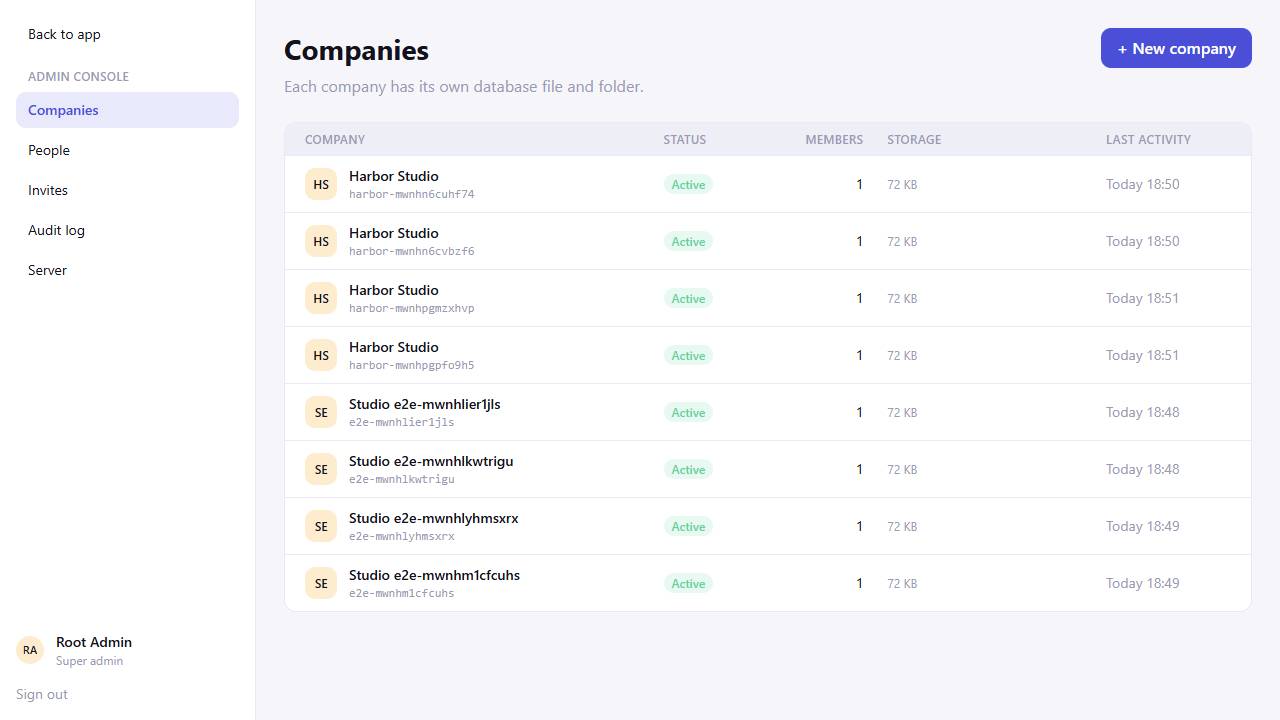 Back to app
ADMIN CONSOLE
Companies
People
Invites
Audit log
Server
RA
Root Admin
Super admin
Sign out
Companies
Each company has its own database file and folder.
+ New company
COMPANY STATUS MEMBERS STORAGE LAST ACTIVITY
HS Harbor Studio Active 1 72 KB Today 18:50
harbor-mwnhn6cuhf74
HS Harbor Studio Active 1 72 KB Today 18:50
harbor-mwnhn6cvbzf6
HS Harbor Studio Active 1 72 KB Today 18:51
harbor-mwnhpgmzxhvp
HS Harbor Studio Active 1 72 KB Today 18:51
harbor-mwnhpgpfo9h5
SE Studio e2e-mwnhlier1jls Active 1 72 KB Today 18:48
e2e-mwnhlier1jls
SE Studio e2e-mwnhlkwtrigu Active 1 72 KB Today 18:48
e2e-mwnhlkwtrigu
SE Studio e2e-mwnhlyhmsxrx Active 1 72 KB Today 18:49
e2e-mwnhlyhmsxrx
SE Studio e2e-mwnhm1cfcuhs Active 1 72 KB Today 18:49
e2e-mwnhm1cfcuhs